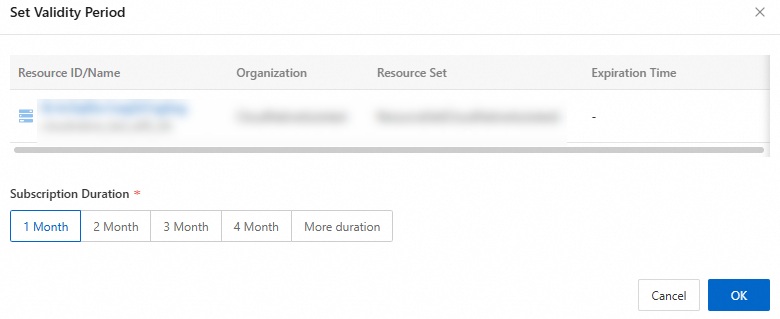 Set Validity Period
Resource ID/Name Organization Resource Set Expiration Time
-
Subscription Duration *
1 Month 2 Month 3 Month 4 Month More duration
Cancel OK